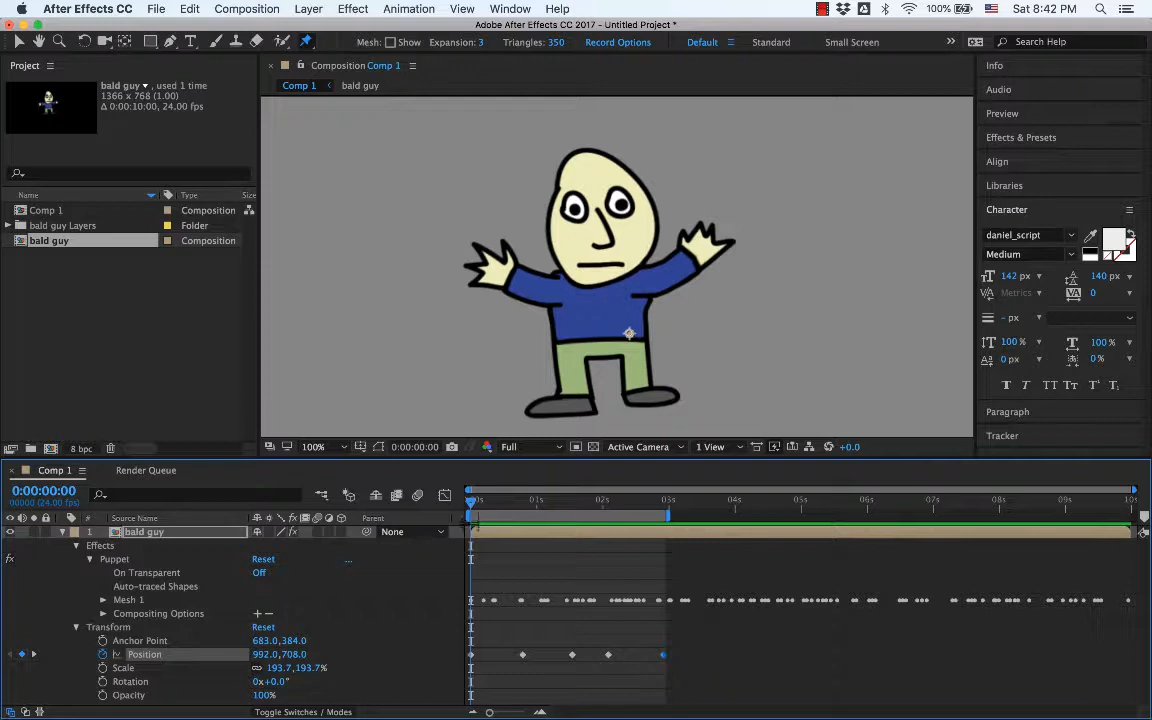 After Effects CC File Edit Composition Layer Effect Animation View Window Help 100% Sat 8:42 PM
Adobe After Effects CC 2017 - Untitled Project *
Mesh: Show Expansion: 3 Triangles: 350 Record Options Default Standard Small Screen Search Help
Project
bald guy , used 1 time
1366 x 768 (1.00)
Δ 0:00:10:00, 24.00 fps
Name Type Size
Comp 1 Composition
bald guy Layers Folder
bald guy Composition
8 bpc
Composition Comp 1
Comp 1 bald guy
100% 0:00:00:00 Full Active Camera 1 View +0.0
Info
Audio
Preview
Effects & Presets
Align
Libraries
Character
daniel_script
Medium
142 px 140 px
Metrics 0
- px
100% 100%
0 px 0%
T T TT Tт T¹ T₁
Paragraph
Tracker
Comp 1 Render Queue
0:00:00:00
00000 (24.00 fps)
01s 02s 03s 04s 05s 06s 07s 08s 09s 10s
# Source Name Parent
1 bald guy None
Effects
fx Puppet Reset ...
On Transparent Off
Auto-traced Shapes
Mesh 1
Compositing Options + −
Transform Reset
Anchor Point 683.0,384.0
Position 992.0,708.0
Scale 193.7,193.7%
Rotation 0x+0.0°
Opacity 100%
Toggle Switches / Modes